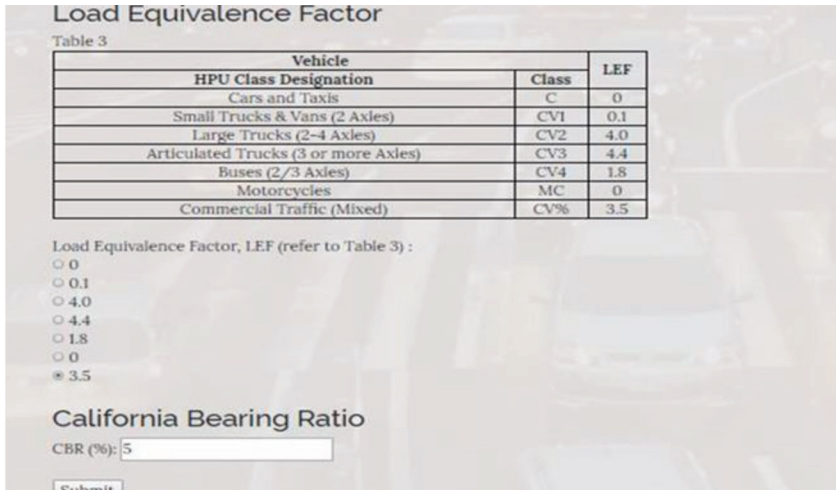 Load Equivalence Factor
Table 3
Vehicle LEF
HPU Class Designation Class
Cars and Taxis C 0
Small Trucks & Vans (2 Axles) CV1 0.1
Large Trucks (2-4 Axles) CV2 4.0
Articulated Trucks (3 or more Axles) CV3 4.4
Buses (2/3 Axles) CV4 1.8
Motorcycles MC 0
Commercial Traffic (Mixed) CV% 3.5
Load Equivalence Factor, LEF (refer to Table 3) :
0
0.1
4.0
4.4
1.8
0
3.5
California Bearing Ratio
CBR (%): 5
Submit